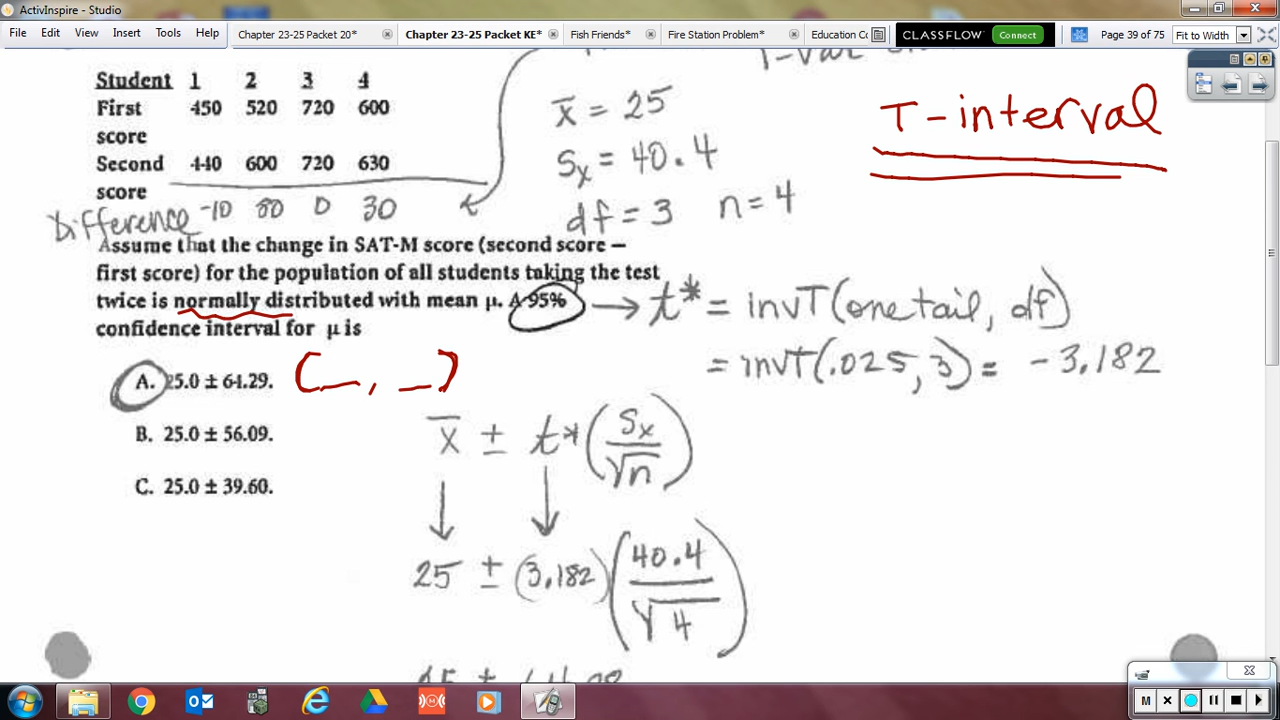 ActivInspire - Studio
File Edit View Insert Tools Help Chapter 23-25 Packet 20* Chapter 23-25 Packet KE* Fish Friends* Fire Station Problem* Education Co CLASSFLOW Connect Page 39 of 75 Fit to Width
T-interval
Student 1 2 3 4
First 450 520 720 600
score
Second 440 600 720 630
score
Difference -10 80 0 30
x̄ = 25
Sx = 40.4
df = 3 n = 4
Assume that the change in SAT-M score (second score –
first score) for the population of all students taking the test
twice is normally distributed with mean μ. A 95%
confidence interval for μ is
→ t* = invT(one tail, df)
= invT(.025, 3) = -3.182
A. 25.0 ± 64.29. (_, _)
B. 25.0 ± 56.09.
C. 25.0 ± 39.60.
x̄ ± t* (Sx/√n)
25 ± (3.182) (40.4/√4)
M